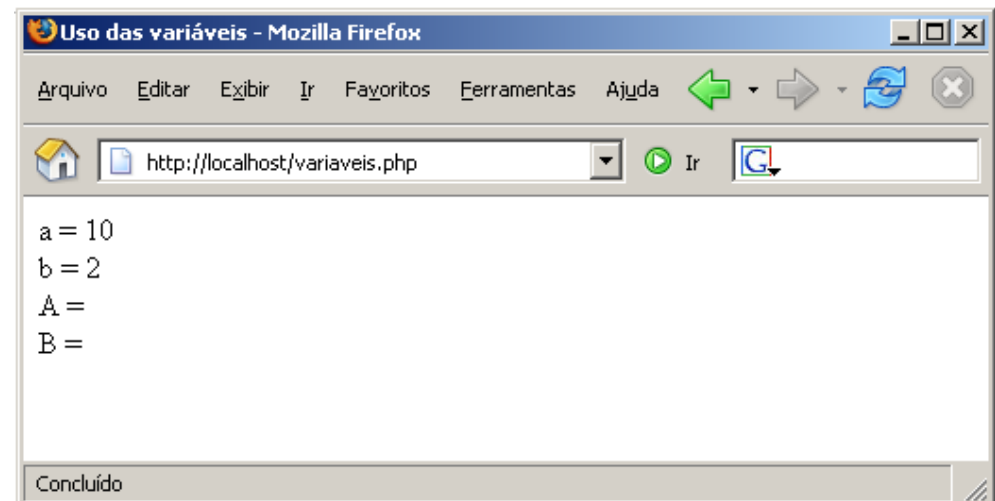 Uso das variáveis - Mozilla Firefox
Arquivo Editar Exibir Ir Favoritos Ferramentas Ajuda
http://localhost/variaveis.php Ir G
a = 10
b = 2
A =
B =
Concluído